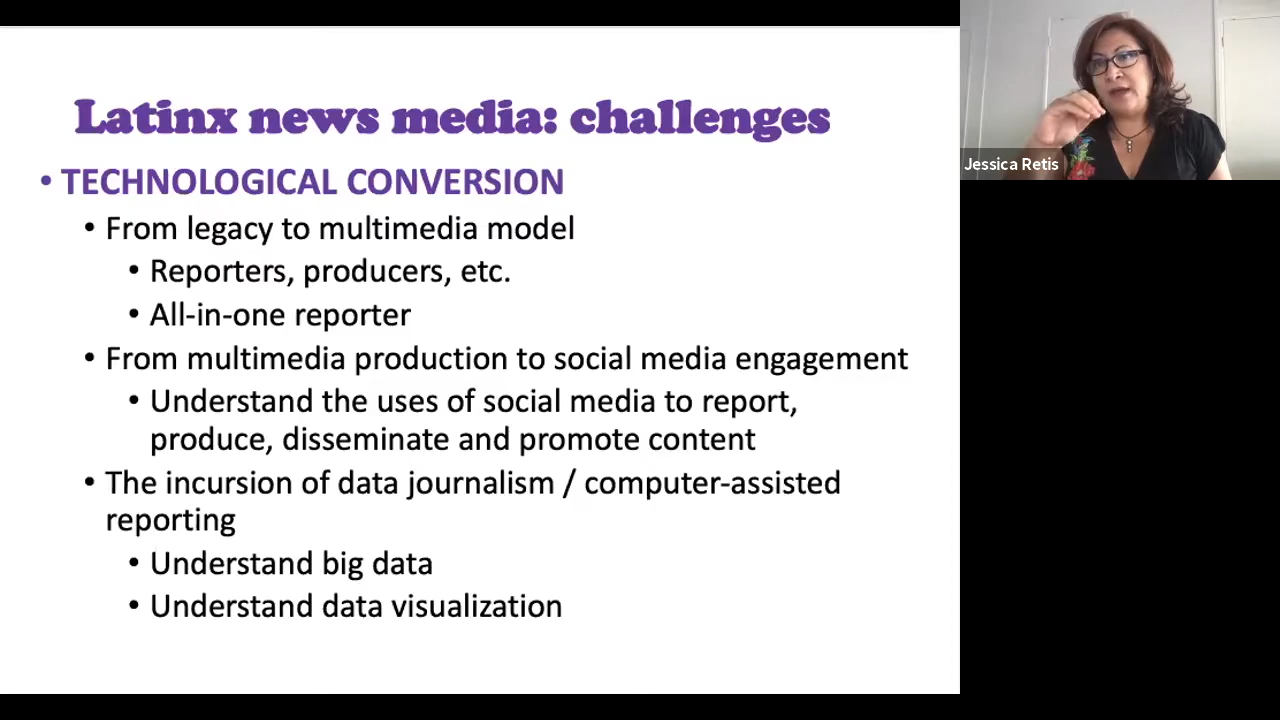 Latinx news media: challenges
• TECHNOLOGICAL CONVERSION
• From legacy to multimedia model
• Reporters, producers, etc.
• All-in-one reporter
• From multimedia production to social media engagement
• Understand the uses of social media to report,
produce, disseminate and promote content
• The incursion of data journalism / computer-assisted
reporting
• Understand big data
• Understand data visualization
Jessica Retis